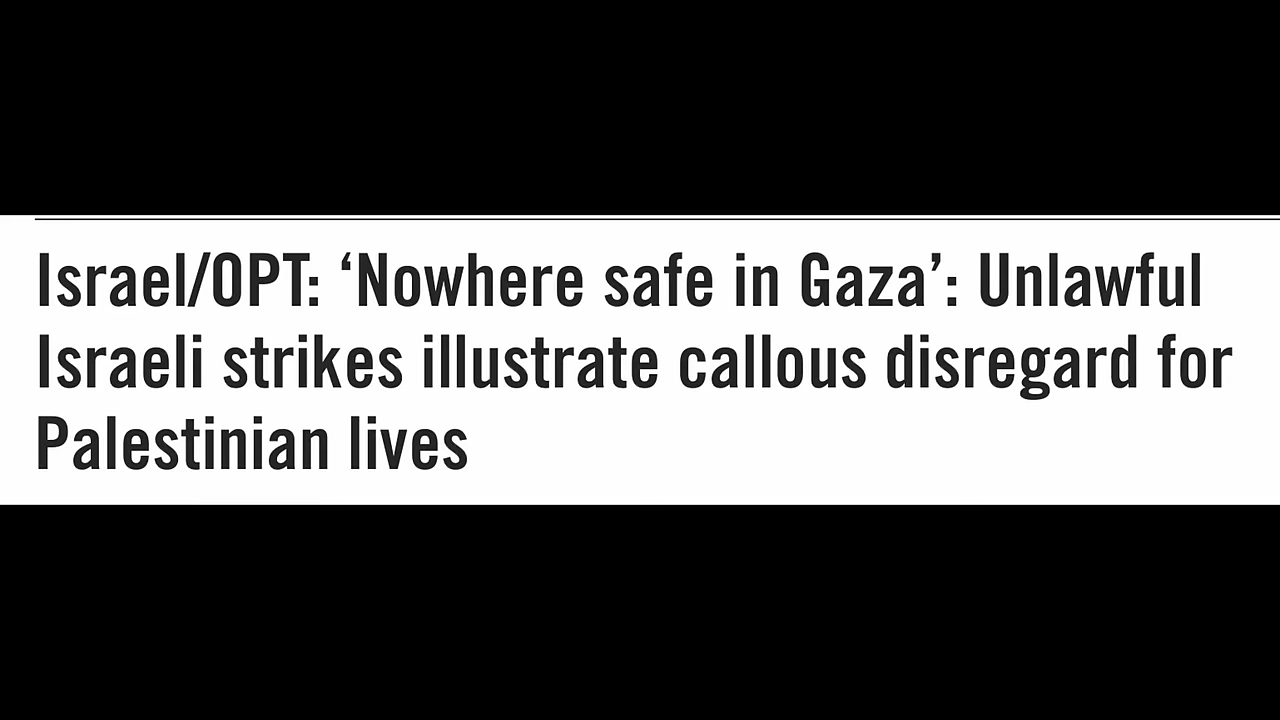 Israel/OPT: ‘Nowhere safe in Gaza’: Unlawful
Israeli strikes illustrate callous disregard for
Palestinian lives